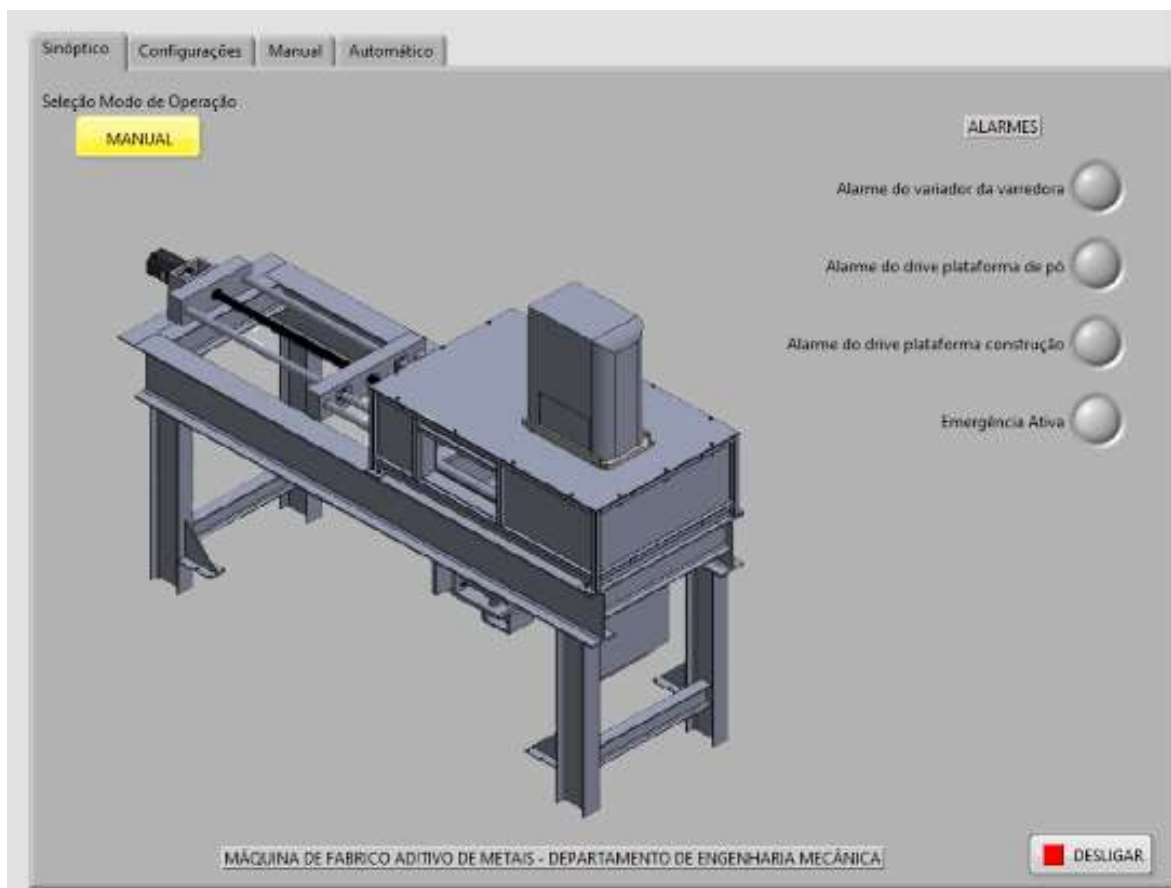 Sinóptico
Configurações
Manual
Automático
Seleção Modo de Operação
MANUAL
ALARMES
Alarme do variador da varredora
Alarme do drive plataforma de pó
Alarme do drive plataforma construção
Emergência Ativa
MÁQUINA DE FABRICO ADITIVO DE METAIS - DEPARTAMENTO DE ENGENHARIA MECÂNICA
DESLIGAR